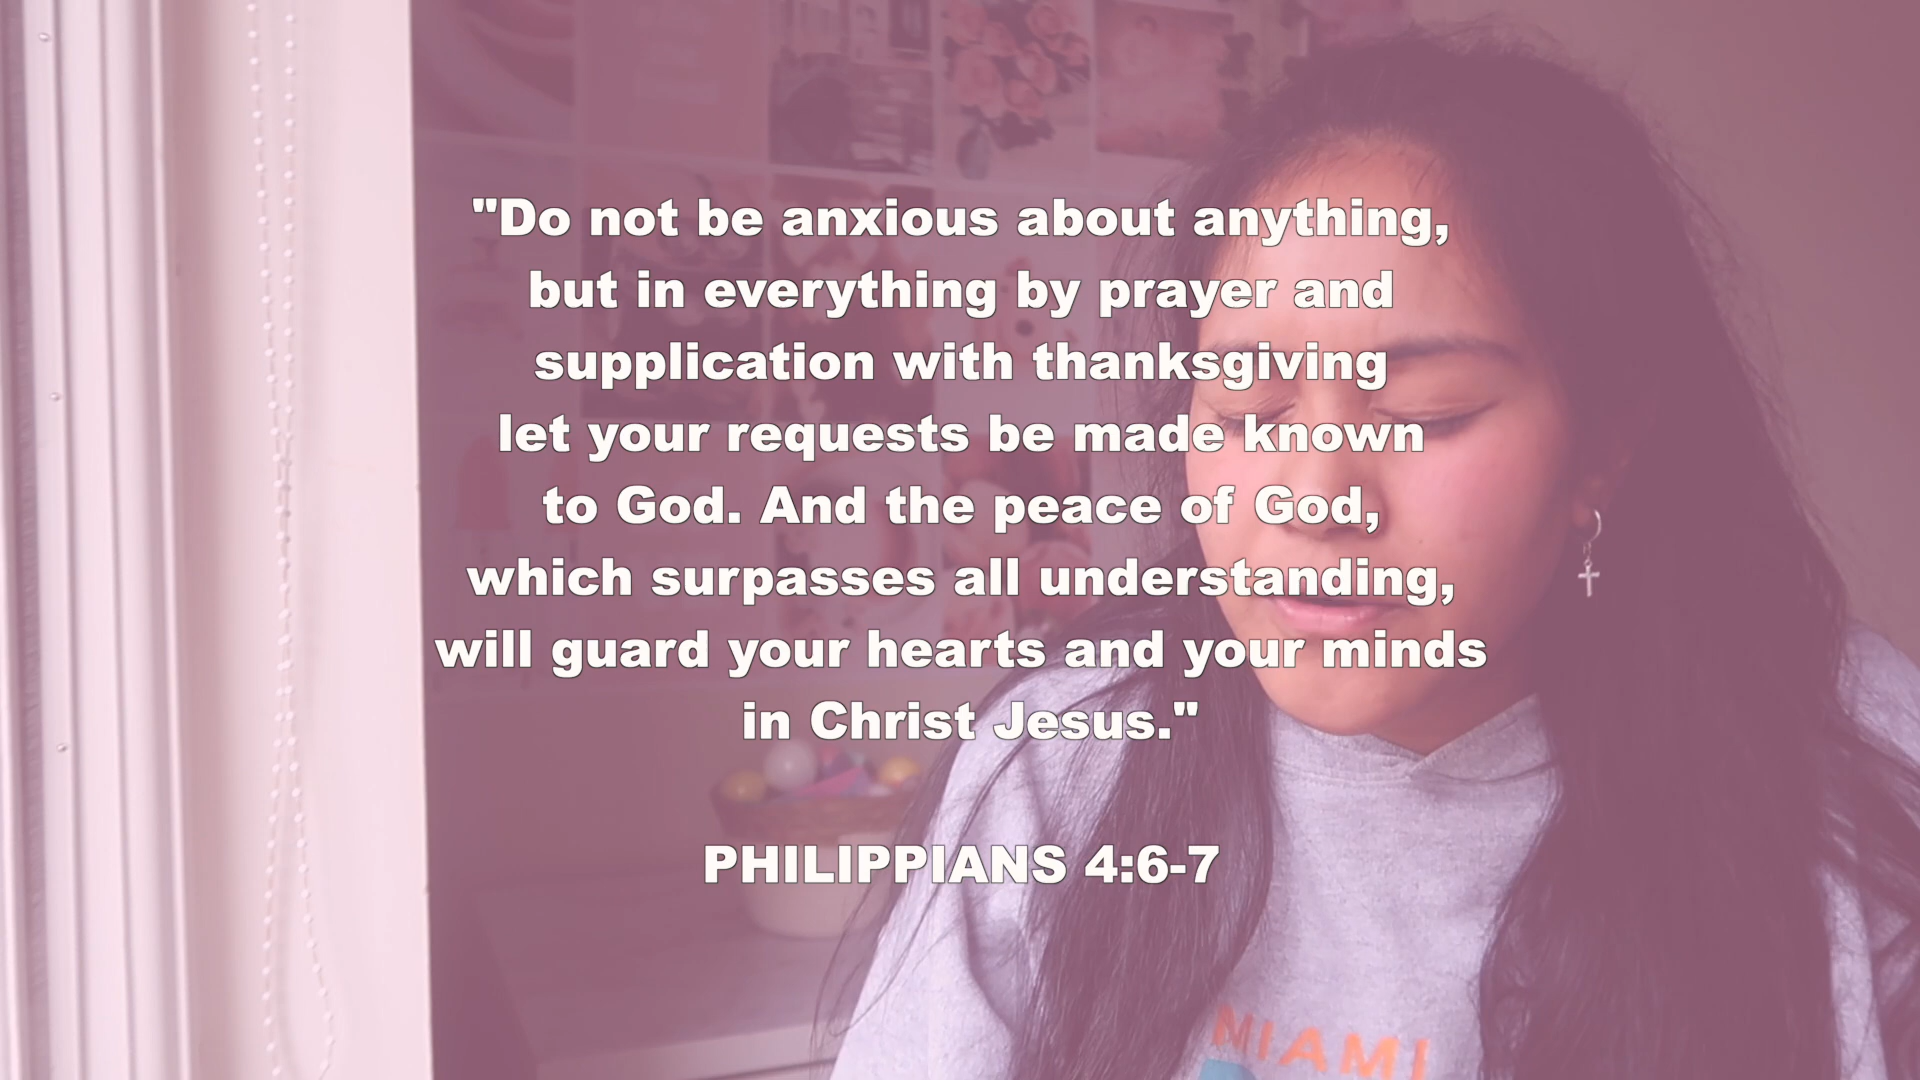 "Do not be anxious about anything,
but in everything by prayer and
supplication with thanksgiving
let your requests be made known
to God. And the peace of God,
which surpasses all understanding,
will guard your hearts and your minds
in Christ Jesus."
PHILIPPIANS 4:6-7
MIAMI